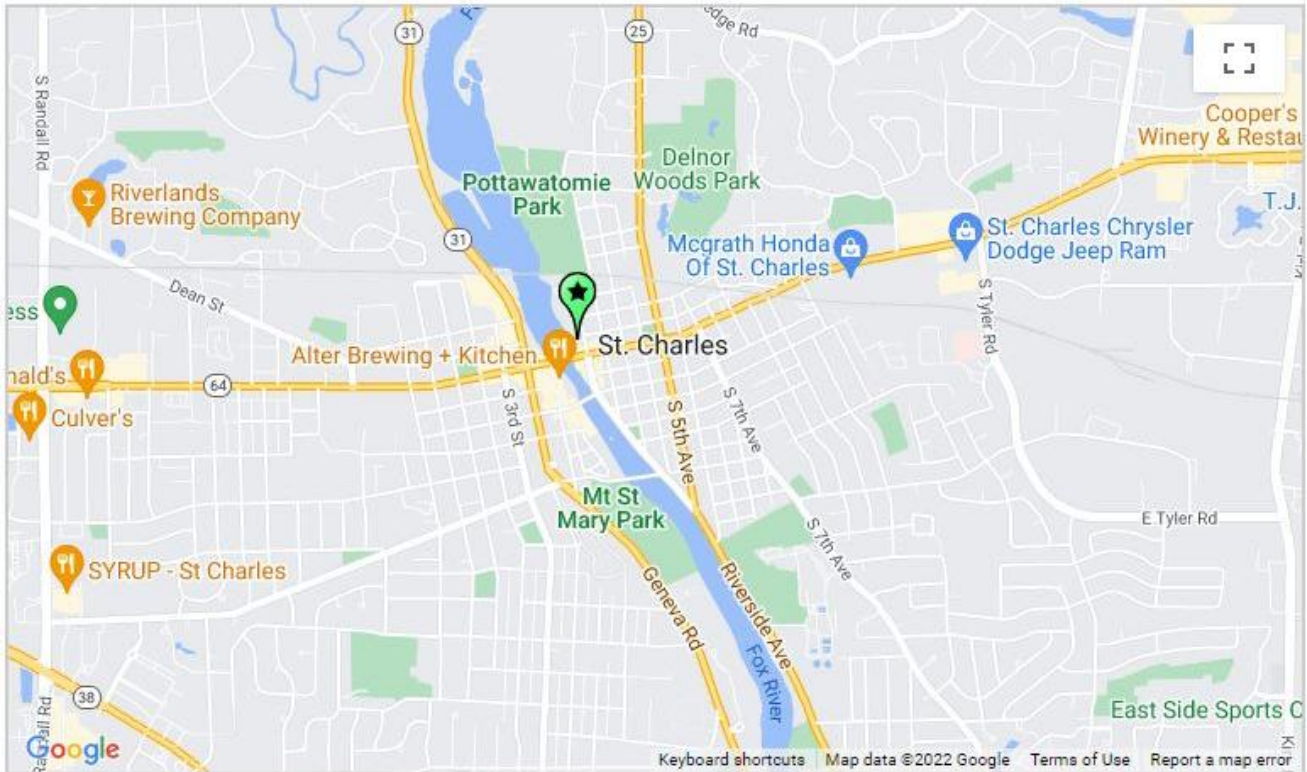 31
25
edge Rd
S Randall Rd
Cooper's
Winery & Restau
Delnor
Woods Park
Pottawatomie
Park
Riverlands
Brewing Company
T.J.
31
Mcgrath Honda
Of St. Charles
St. Charles Chrysler
Dodge Jeep Ram
Dean St
S Tyler Rd
ess
Alter Brewing + Kitchen
St. Charles
nald's
64
Culver's
S 3rd St
S 5th Ave
S 7th Ave
Mt St
Mary Park
E Tyler Rd
S 7th Ave
SYRUP - St Charles
Geneva Rd
Riverside Ave
Fox River
38
East Side Sports C
Google
Keyboard shortcuts
Map data ©2022 Google
Terms of Use
Report a map error